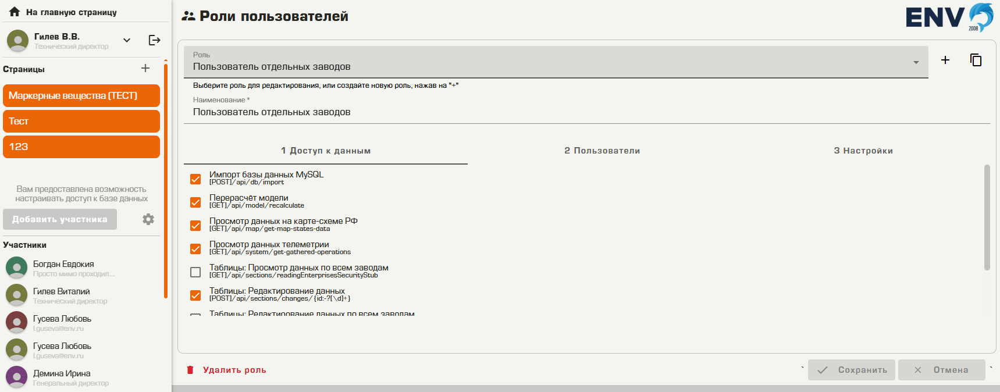 На главную страницу
Гилев В.В.
Технический директор
Страницы
Маркерные вещества (ТЕСТ)
Тест
123
Вам предоставлена возможность
настраивать доступ к базе данных
Добавить участника
Участники
Богдан Евдокия
Просто мимо проходил....
Гилев Виталий
Технический директор
Гусева Любовь
l.guseva@env.ru
Гусева Любовь
l.guseva@env.ru
Демина Ирина
Генеральный директор
Роли пользователей
ENV
2008
Роль
Пользователь отдельных заводов
Выберите роль для редактирования, или создайте новую роль, нажав на "+"
Наименование *
Пользователь отдельных заводов
1 Доступ к данным
2 Пользователи
3 Настройки
Импорт базы данных MySQL
[POST]/api/db/import
Перерасчёт модели
[GET]/api/model/recalculate
Просмотр данных на карте-схеме РФ
[GET]/api/map/get-map-states-data
Просмотр данных телеметрии
[GET]/api/system/get-gathered-operations
Таблицы: Просмотр данных по всем заводам
[GET]/api/sections/readingEnterprisesSecurityStub
Таблицы: Редактирование данных
[POST]/api/sections/changes/{id:-?[\d]+}
Таблицы: Редактирование данных по всем заводам
Удалить роль
` Сохранить
Отмена `